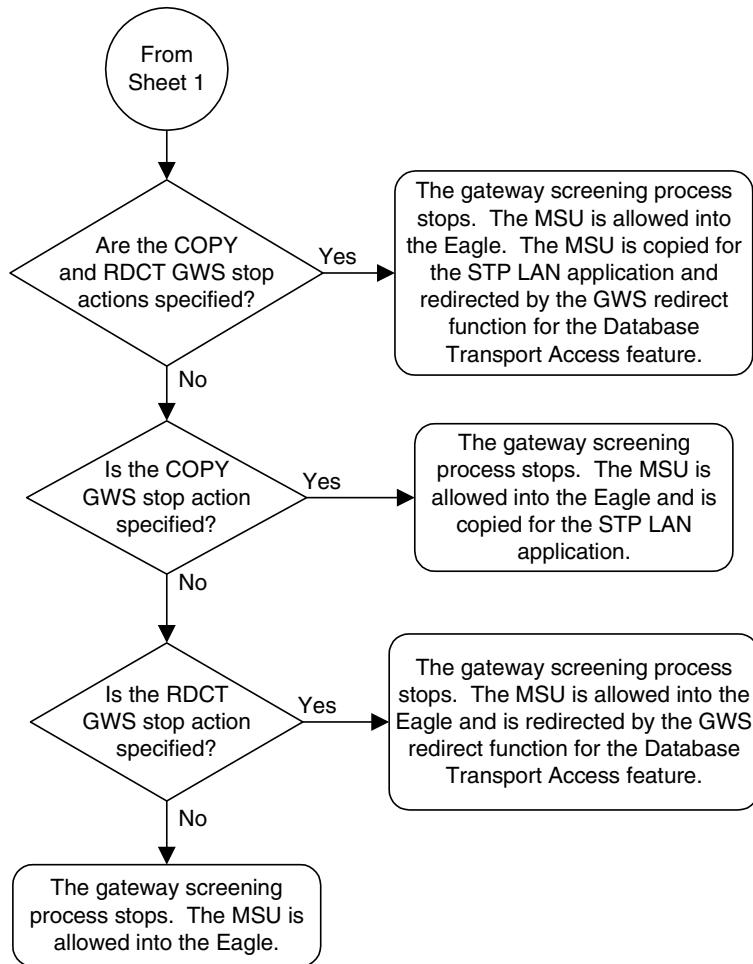 From
Sheet 1
Are the COPY
and RDCT GWS stop
actions specified?
Yes
The gateway screening process
stops.  The MSU is allowed into
the Eagle.  The MSU is copied for
the STP LAN application and
redirected by the GWS redirect
function for the Database
Transport Access feature.
No
Is the COPY
GWS stop action
specified?
Yes
The gateway screening
process stops.  The MSU is
allowed into the Eagle and is
copied for the STP LAN
application.
No
Is the RDCT
GWS stop action
specified?
Yes
The gateway screening process
stops.  The MSU is allowed into the
Eagle and is redirected by the GWS
redirect function for the Database
Transport Access feature.
No
The gateway screening
process stops.  The MSU is
allowed into the Eagle.